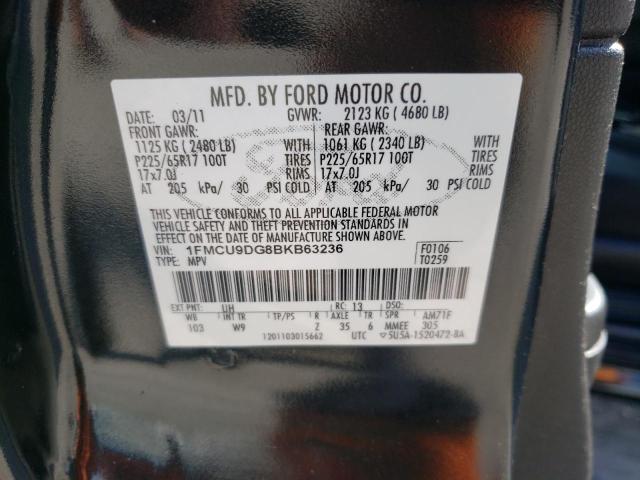 MFD. BY FORD MOTOR CO.
DATE: 03/11 GVWR: 2123 KG (4680 LB)
FRONT GAWR: REAR GAWR:
1125 KG (2480 LB) WITH 1061 KG (2340 LB) WITH
P225/65R17 100T TIRES P225/65R17 100T TIRES
17x7.0J RIMS 17x7.0J RIMS
AT 205 kPa/ 30 PSI COLD AT 205 kPa/ 30 PSI COLD
THIS VEHICLE CONFORMS TO ALL APPLICABLE FEDERAL MOTOR
VEHICLE SAFETY AND BUMPER STANDARDS IN
EFFECT ON THE DATE OF MANUFACTURE SHOWN ABOVE.
VIN: 1FMCU9DG8BKB63236 F0106
TYPE: MPV T0259
EXT PNT: UH RC: 13 DSO:
WB INT TR TP/PS R AXLE TR SPR AM71F
103 W9 Z 35 6 MMEE 305
1201103015662 UTC ▽5U5A-1520472-BA